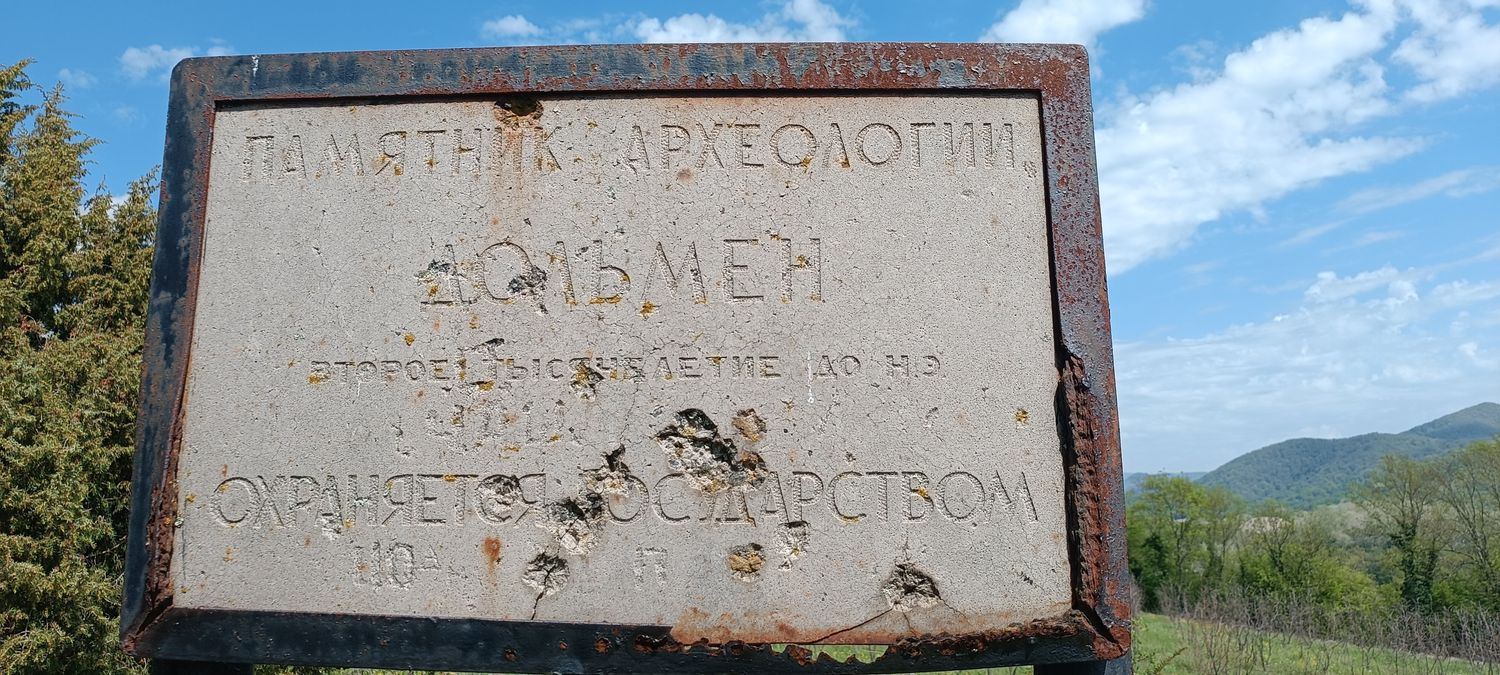 ПАМЯТНИК АРХЕОЛОГИИ
ДОЛЬМЕН
ВТОРОЕ ТЫСЯЧЕЛЕТИЕ ДО Н.Э.
ОХРАНЯЕТСЯ ГОСУДАРСТВОМ